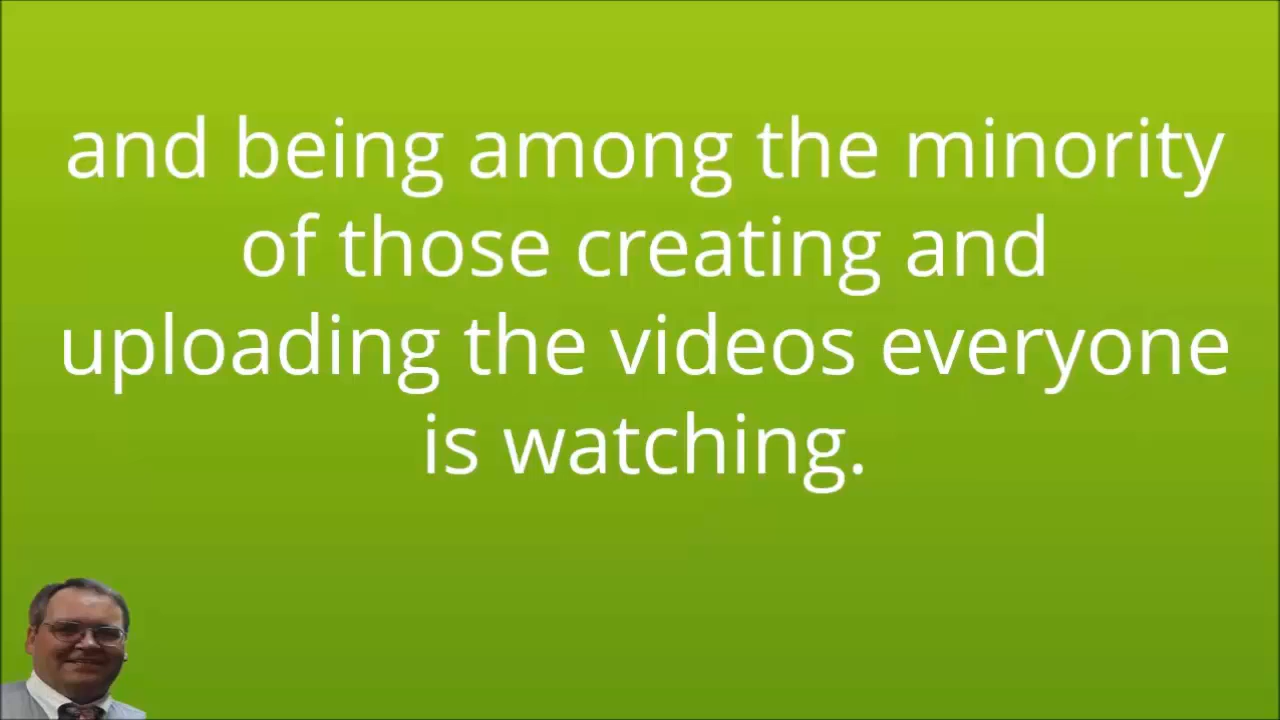 and being among the minority
of those creating and
uploading the videos everyone
is watching.